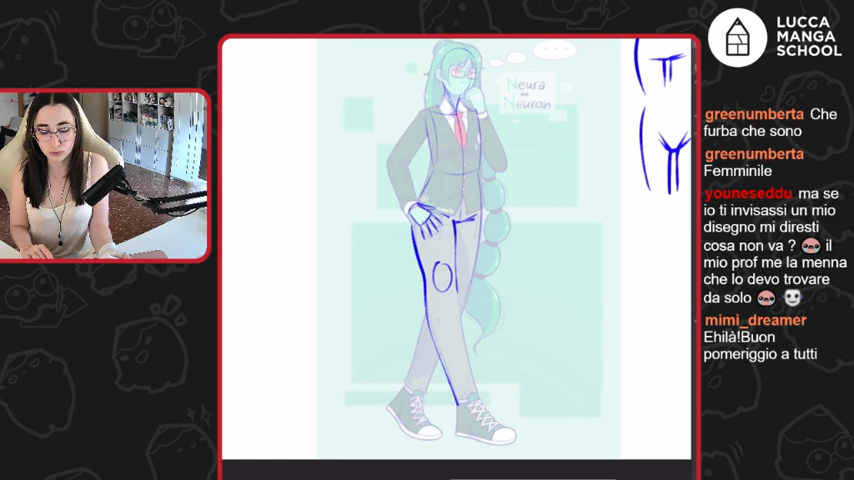 LUCCA
MANGA
SCHOOL
Neura
the
Neuron
greenumberta Che
furba che sono
greenumberta
Femminile
youneseddu ma se
io ti invisassi un mio
disegno mi diresti
cosa non va ? il
mio prof me la menna
che lo devo trovare
da solo
mimi_dreamer
Ehilà!Buon
pomeriggio a tutti